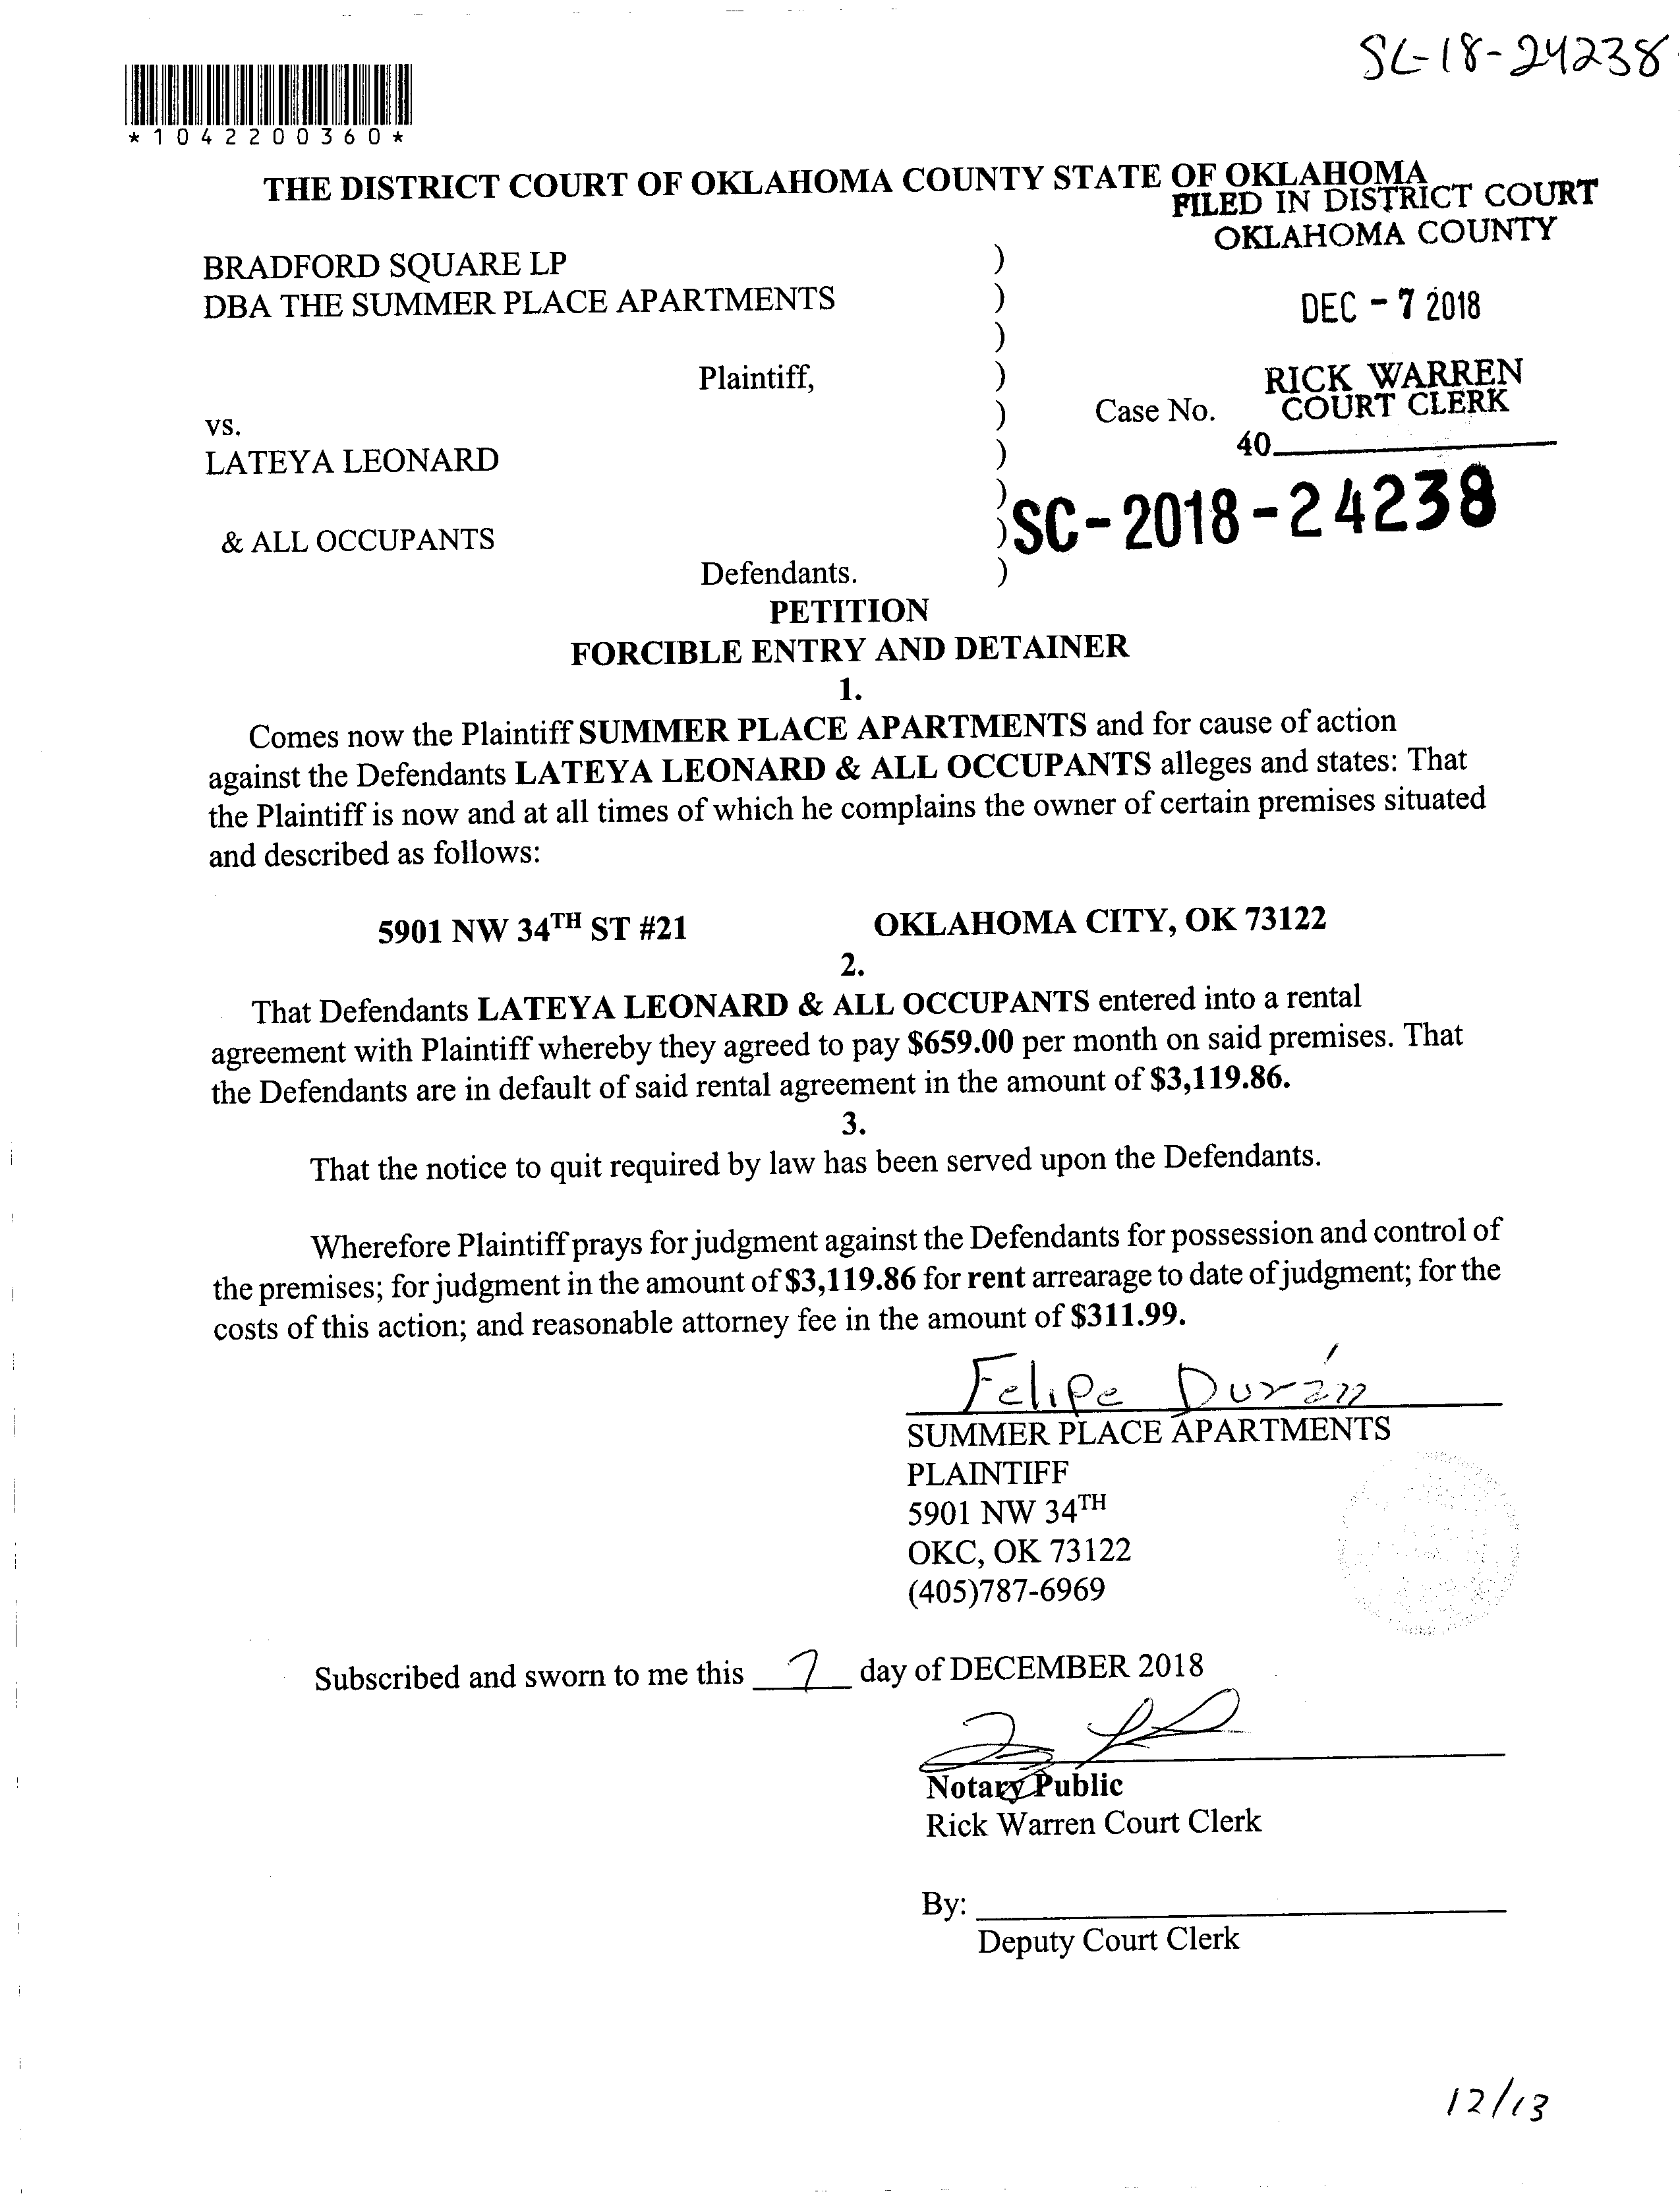 SC-18-24238
*1042200360*
THE DISTRICT COURT OF OKLAHOMA COUNTY STATE OF OKLAHOMA
FILED IN DISTRICT COURT
OKLAHOMA COUNTY
BRADFORD SQUARE LP )
DBA THE SUMMER PLACE APARTMENTS )
DEC - 7 2018
)
Plaintiff, )
RICK WARREN
COURT CLERK
vs. ) Case No.
40
LATEYA LEONARD )
)
SC-2018-24238
& ALL OCCUPANTS )
Defendants. )
PETITION
FORCIBLE ENTRY AND DETAINER
1.
Comes now the Plaintiff SUMMER PLACE APARTMENTS and for cause of action
against the Defendants LATEYA LEONARD & ALL OCCUPANTS alleges and states: That
the Plaintiff is now and at all times of which he complains the owner of certain premises situated
and described as follows:
5901 NW 34TH ST #21 OKLAHOMA CITY, OK 73122
2.
That Defendants LATEYA LEONARD & ALL OCCUPANTS entered into a rental
agreement with Plaintiff whereby they agreed to pay $659.00 per month on said premises. That
the Defendants are in default of said rental agreement in the amount of $3,119.86.
3.
That the notice to quit required by law has been served upon the Defendants.
Wherefore Plaintiff prays for judgment against the Defendants for possession and control of
the premises; for judgment in the amount of $3,119.86 for rent arrearage to date of judgment; for the
costs of this action; and reasonable attorney fee in the amount of $311.99.
Felipe Durán
SUMMER PLACE APARTMENTS
PLAINTIFF
5901 NW 34TH
OKC, OK 73122
(405)787-6969
Subscribed and sworn to me this 7 day of DECEMBER 2018
Notary Public
Rick Warren Court Clerk
By:
Deputy Court Clerk
12/13